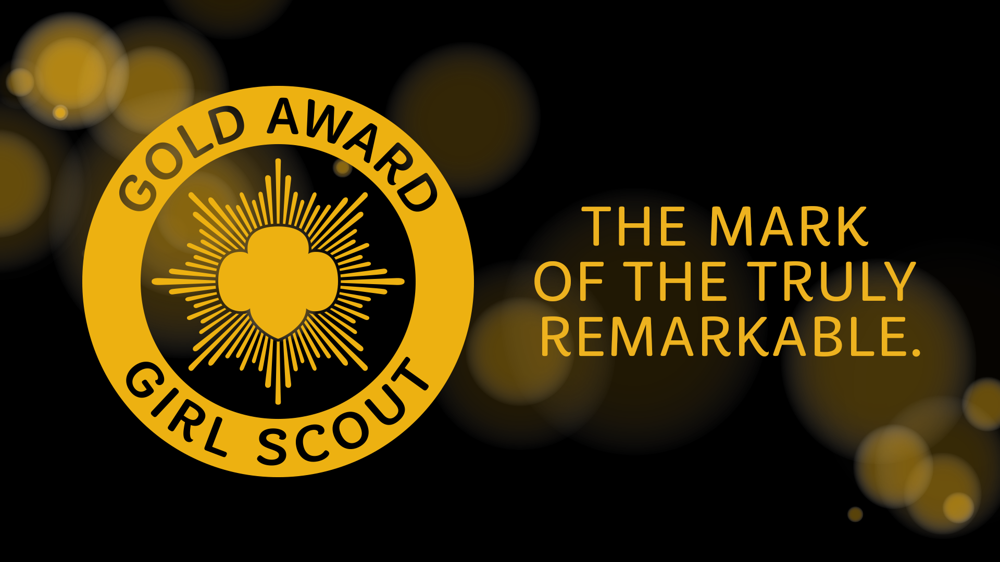 GOLD AWARD
GIRL SCOUT
THE MARK
OF THE TRULY
REMARKABLE.